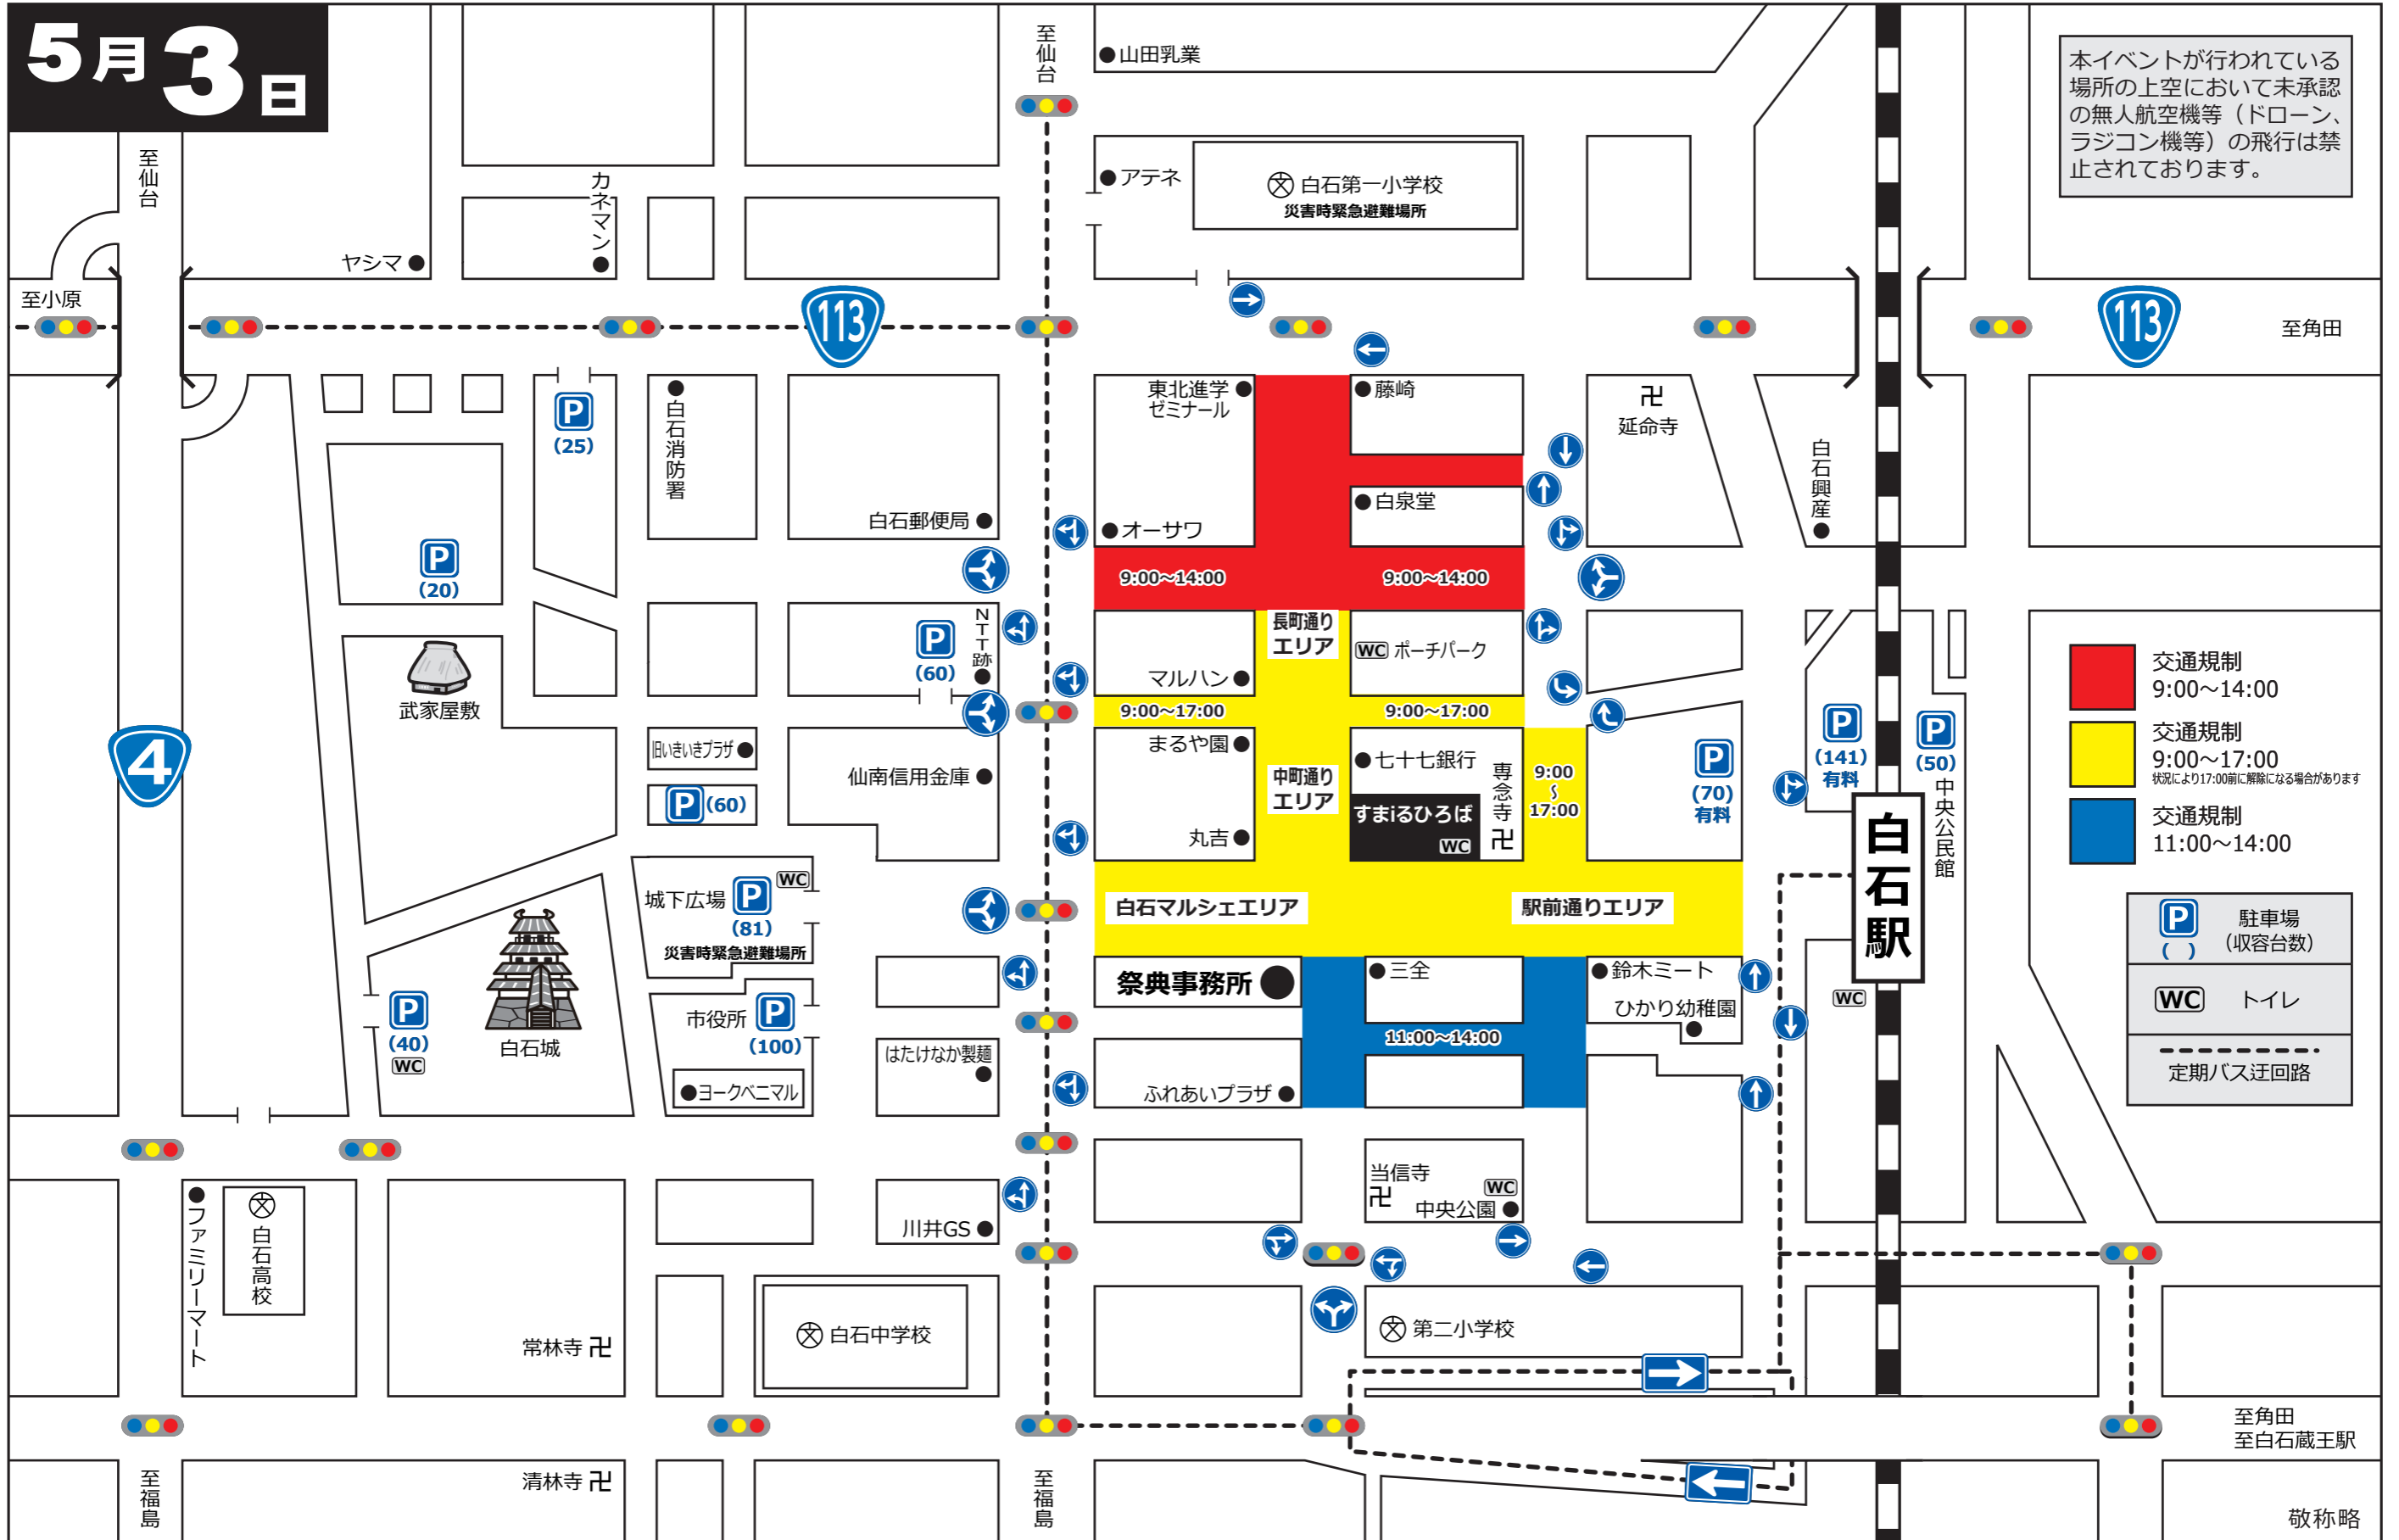 5月3日
至仙台
至仙台
山田乳業
本イベントが行われている
場所の上空において未承認
の無人航空機等（ドローン、
ラジコン機等）の飛行は禁
止されております。
カネマン
アテネ
文 白石第一小学校
災害時緊急避難場所
ヤシマ
至小原
113
113
至角田
P
(25)
白石消防署
東北進学
ゼミナール
藤崎
卍
延命寺
白石興産
白石郵便局
オーサワ
白泉堂
P
(20)
9:00～14:00
9:00～14:00
NTT跡
P
(60)
長町通り
エリア
WC ポーチパーク
マルハン
武家屋敷
9:00～17:00
9:00～17:00
交通規制
9:00～14:00
交通規制
9:00～17:00
状況により17:00前に解除になる場合があります
交通規制
11:00～14:00
4
旧いきいきプラザ
P (60)
仙南信用金庫
まるや園
中町通り
エリア
七十七銀行
専念寺
卍
9:00
～
17:00
P
(70)
有料
P
(141)
有料
P
(50)
中央公民館
すまiるひろば
WC
丸吉
白石駅
城下広場 P WC
(81)
災害時緊急避難場所
白石マルシェエリア
駅前通りエリア
P
( )
駐車場
（収容台数）
WC トイレ
定期バス迂回路
祭典事務所
三全
鈴木ミート
ひかり幼稚園
WC
P
(40)
WC
白石城
市役所 P
(100)
はたけなか製麺
11:00～14:00
ヨークベニマル
ふれあいプラザ
当信寺
卍
WC
中央公園
ファミリーマート
文
白石高校
川井GS
文 白石中学校
文 第二小学校
常林寺 卍
至角田
至白石蔵王駅
至福島
清林寺 卍
至福島
敬称略